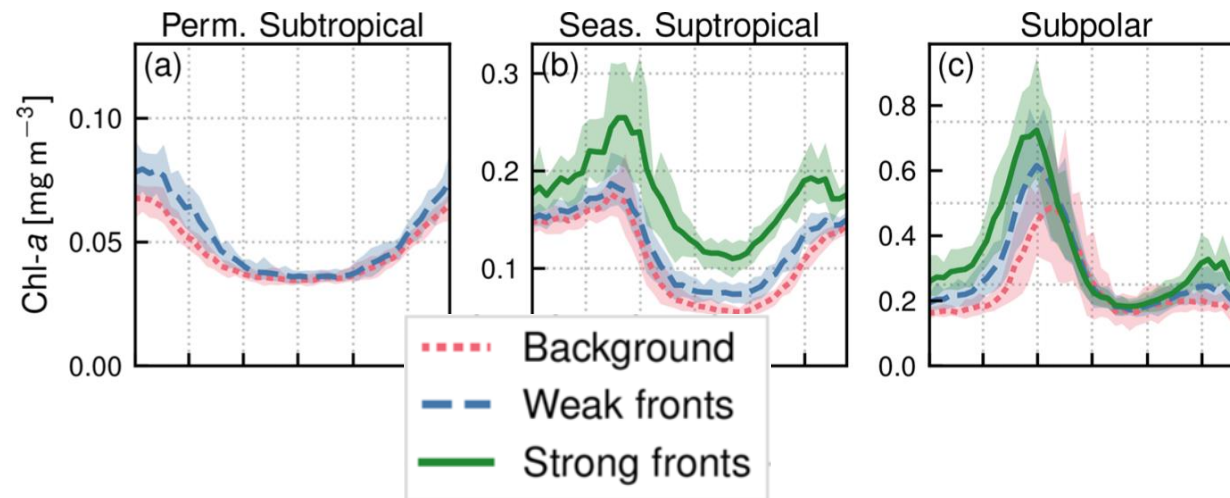 Perm. Subtropical
Seas. Suptropical
Subpolar
(a)
(b)
(c)
Chl-a [mg m⁻³]
0.10
0.05
0.00
0.3
0.2
0.1
0.8
0.6
0.4
0.2
0.0
Background
Weak fronts
Strong fronts